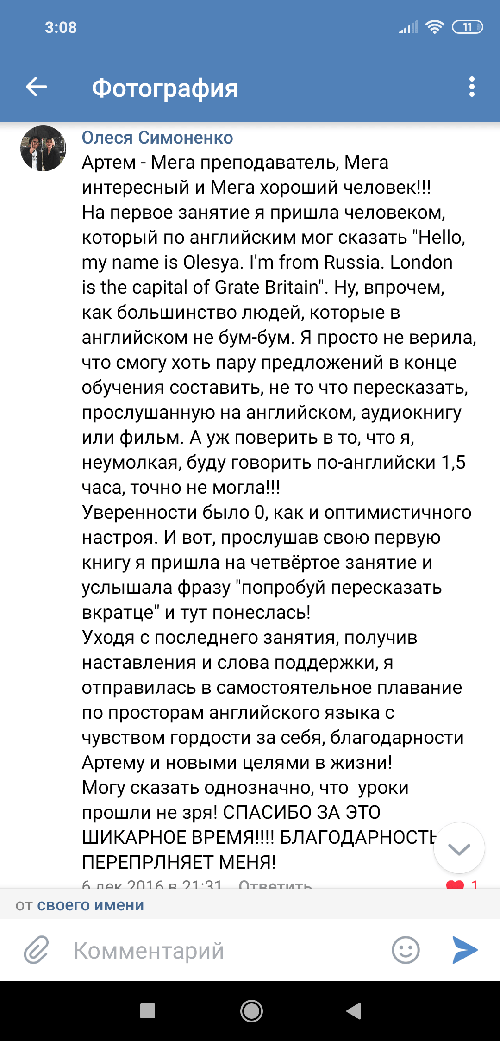 3:08
11
Фотография
Олеся Симоненко
Артем - Мега преподаватель, Мега
интересный и Мега хороший человек!!!
На первое занятие я пришла человеком,
который по английским мог сказать "Hello,
my name is Olesya. I'm from Russia. London
is the capital of Grate Britain". Ну, впрочем,
как большинство людей, которые в
английском не бум-бум. Я просто не верила,
что смогу хоть пару предложений в конце
обучения составить, не то что пересказать,
прослушанную на английском, аудиокнигу
или фильм. А уж поверить в то, что я,
неумолкая, буду говорить по-английски 1,5
часа, точно не могла!!!
Уверенности было 0, как и оптимистичного
настроя. И вот, прослушав свою первую
книгу я пришла на четвёртое занятие и
услышала фразу "попробуй пересказать
вкратце" и тут понеслась!
Уходя с последнего занятия, получив
наставления и слова поддержки, я
отправилась в самостоятельное плавание
по просторам английского языка с
чувством гордости за себя, благодарности
Артему и новыми целями в жизни!
Могу сказать однозначно, что уроки
прошли не зря! СПАСИБО ЗА ЭТО
ШИКАРНОЕ ВРЕМЯ!!!! БЛАГОДАРНОСТЬ
ПЕРЕПРЛНЯЕТ МЕНЯ!
6 дек 2016 в 21:31 Ответить 1
от своего имени
Комментарий